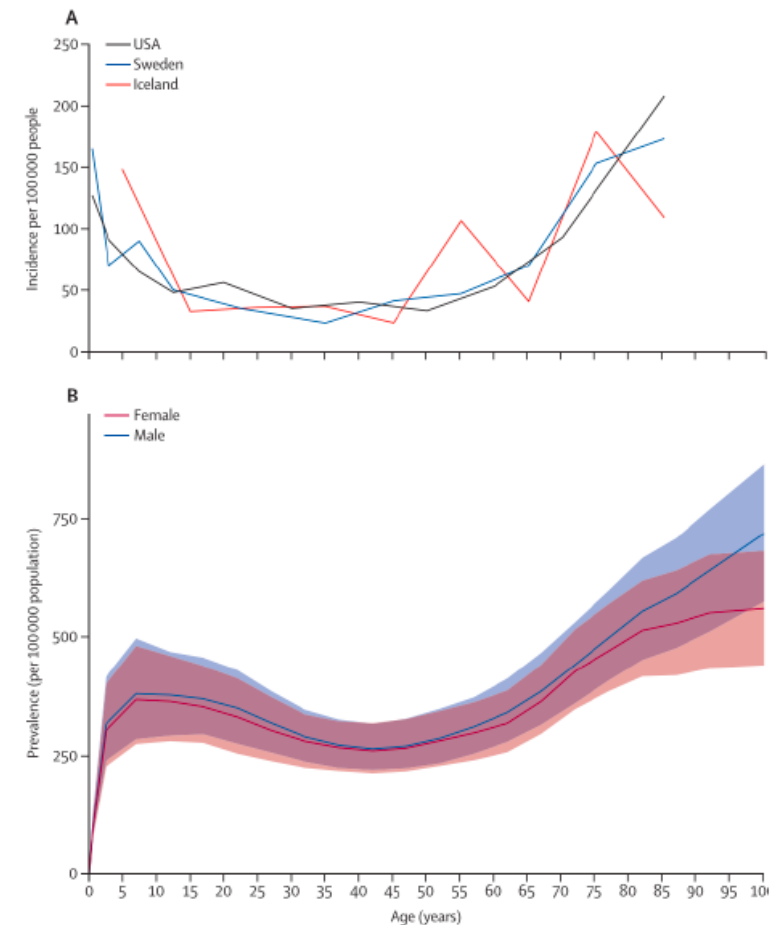 A
250
200
150
100
50
0
Incidence per 100 000 people
USA
Sweden
Iceland
B
Female
Male
750
500
250
0
Prevalence (per 100 000 population)
0 5 10 15 20 25 30 35 40 45 50 55 60 65 70 75 80 85 90 95
Age (years)